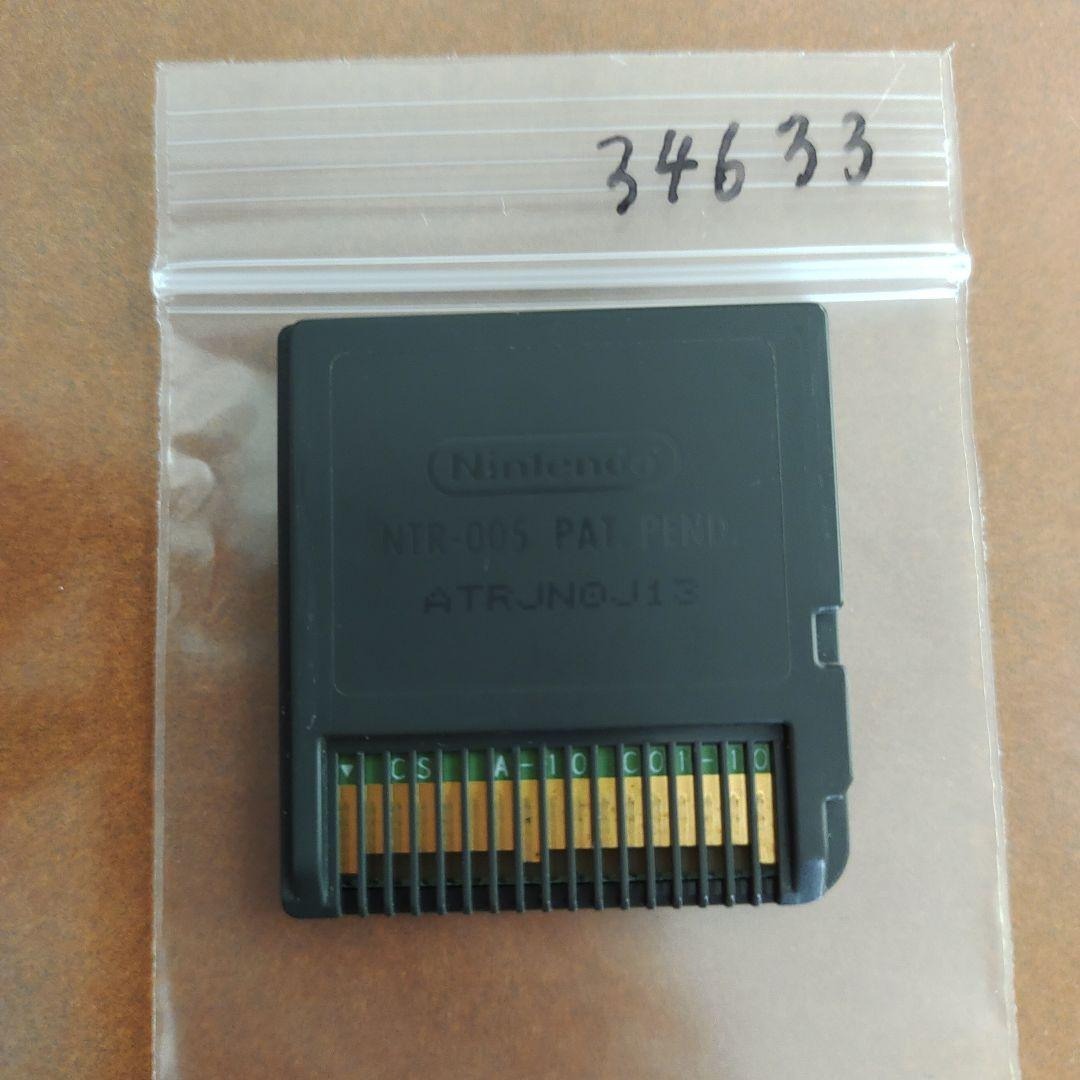 34633
Nintendo
NTR-005 PAT. PEND.
ATRJN0J13
▼ CS A-10 C01-10